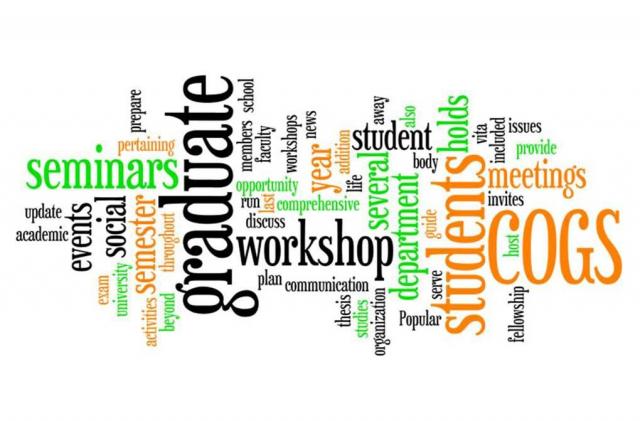 prepare
pertaining
seminars
update
academic
events
social
semester
throughout
exam
university
activities
beyond
graduate
school
members
faculty
workshops
news
opportunity
run
last
comprehensive
discuss
year
addition
life
workshop
plan
communication
student
away
also
body
several
department
guide
holds
students
thesis
studies
organization
Popular
serve
vita
included
issues
provide
meetings
invites
COGS
host
fellowship